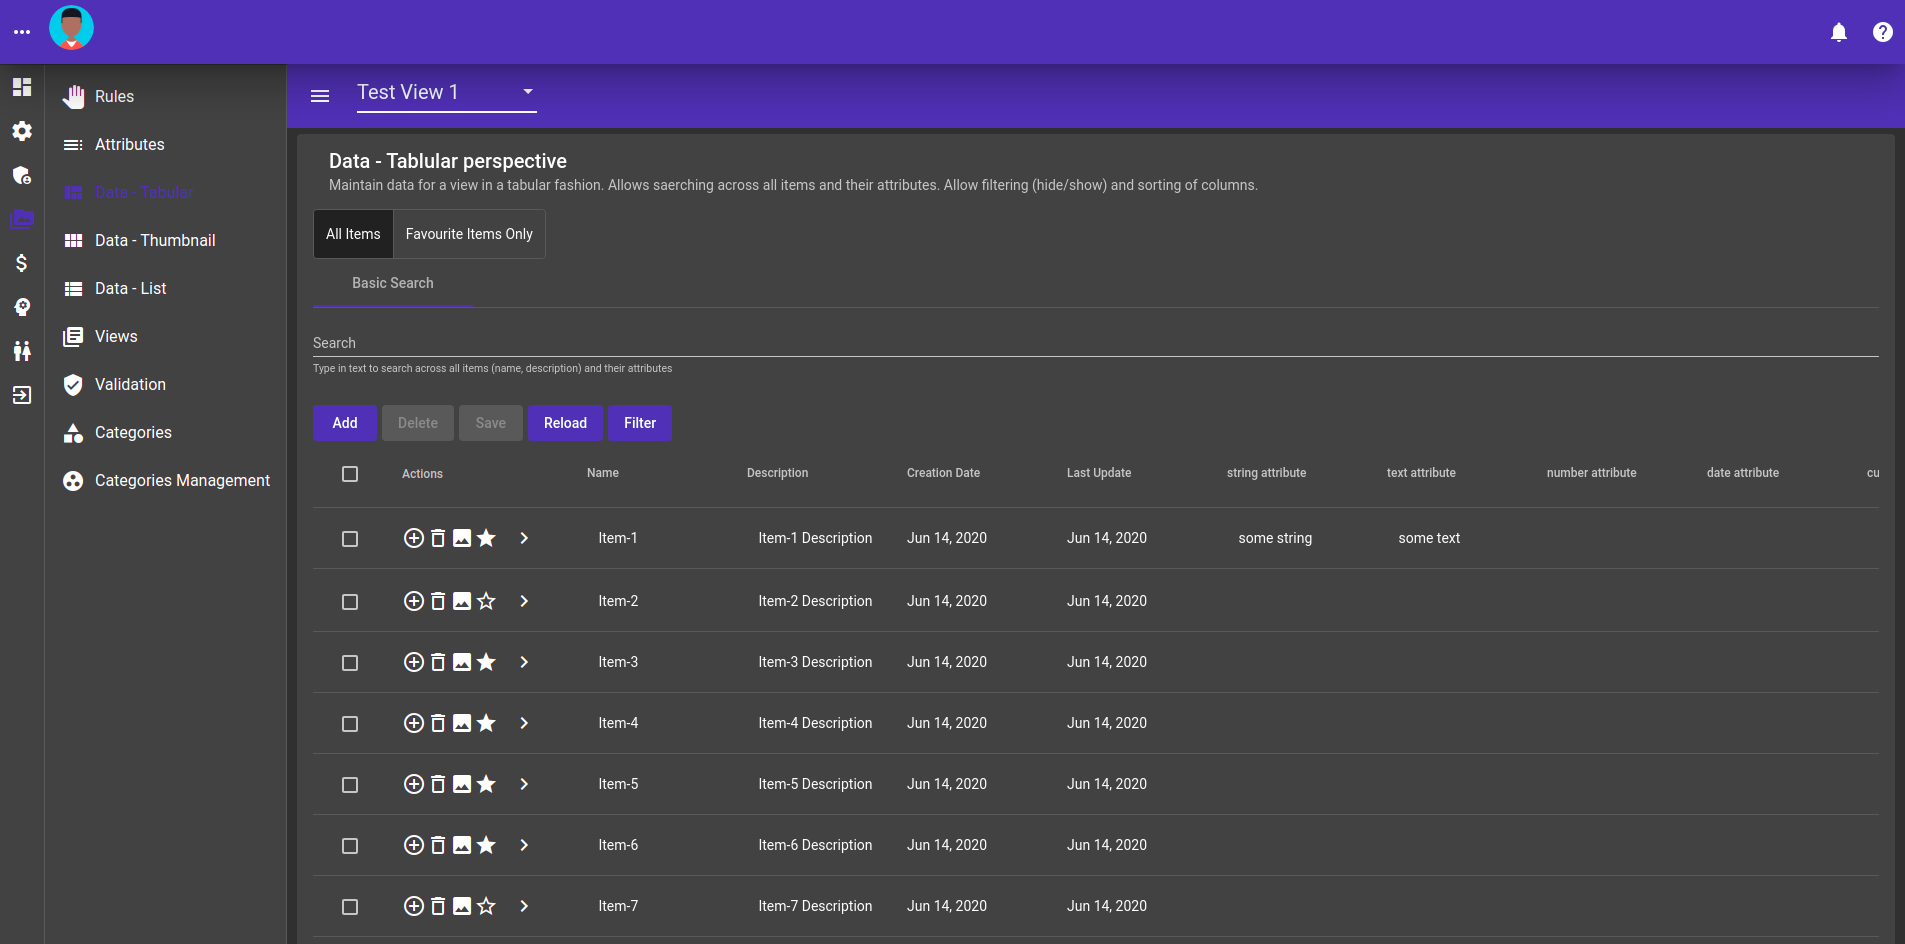 Test View 1
Rules
Attributes
Data - Tabular
Data - Thumbnail
Data - List
Views
Validation
Categories
Categories Management
Data - Tablular perspective
Maintain data for a view in a tabular fashion. Allows saerching across all items and their attributes. Allow filtering (hide/show) and sorting of columns.
All Items Favourite Items Only
Basic Search
Search
Type in text to search across all items (name, description) and their attributes
Add Delete Save Reload Filter
Actions Name Description Creation Date Last Update string attribute text attribute number attribute date attribute cu
Item-1 Item-1 Description Jun 14, 2020 Jun 14, 2020 some string some text
Item-2 Item-2 Description Jun 14, 2020 Jun 14, 2020
Item-3 Item-3 Description Jun 14, 2020 Jun 14, 2020
Item-4 Item-4 Description Jun 14, 2020 Jun 14, 2020
Item-5 Item-5 Description Jun 14, 2020 Jun 14, 2020
Item-6 Item-6 Description Jun 14, 2020 Jun 14, 2020
Item-7 Item-7 Description Jun 14, 2020 Jun 14, 2020